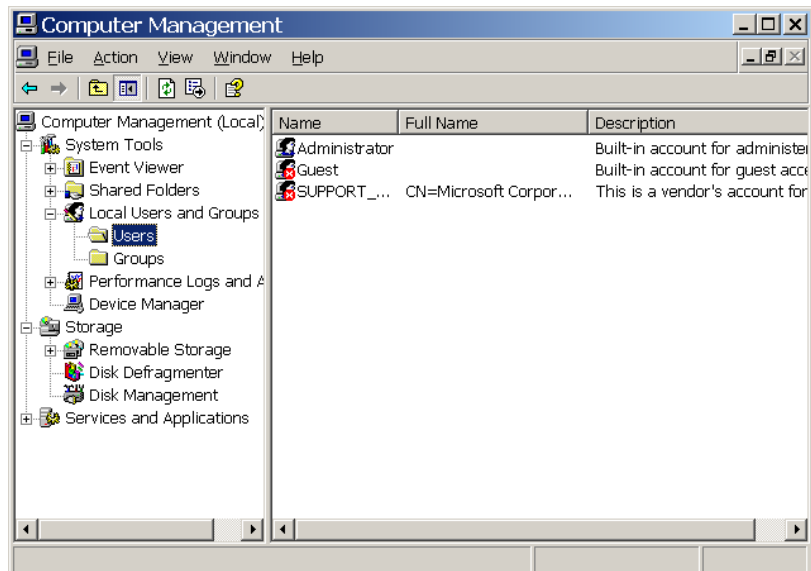 Computer Management
File Action View Window Help
Computer Management (Local)
System Tools
Event Viewer
Shared Folders
Local Users and Groups
Users
Groups
Performance Logs and A
Device Manager
Storage
Removable Storage
Disk Defragmenter
Disk Management
Services and Applications
Name Full Name Description
Administrator Built-in account for administer
Guest Built-in account for guest acce
SUPPORT_... CN=Microsoft Corpor... This is a vendor's account for